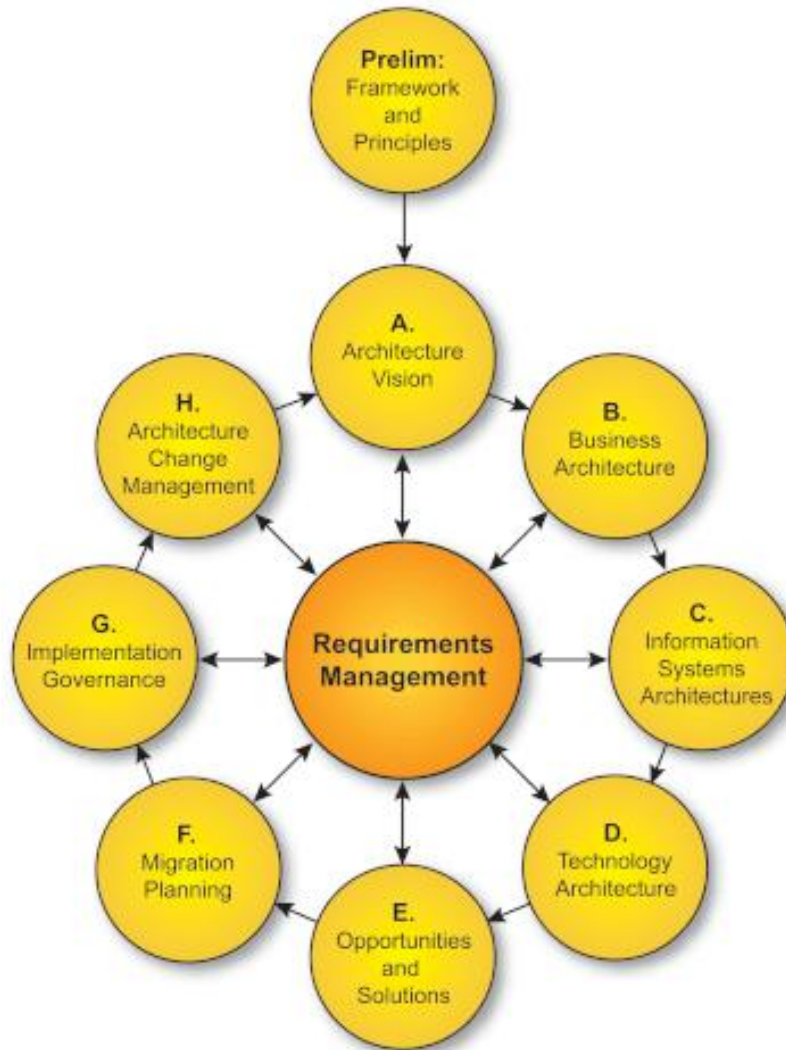 Prelim:
Framework
and
Principles
A.
Architecture
Vision
B.
Business
Architecture
C.
Information
Systems
Architectures
D.
Technology
Architecture
E.
Opportunities
and
Solutions
F.
Migration
Planning
G.
Implementation
Governance
H.
Architecture
Change
Management
Requirements
Management